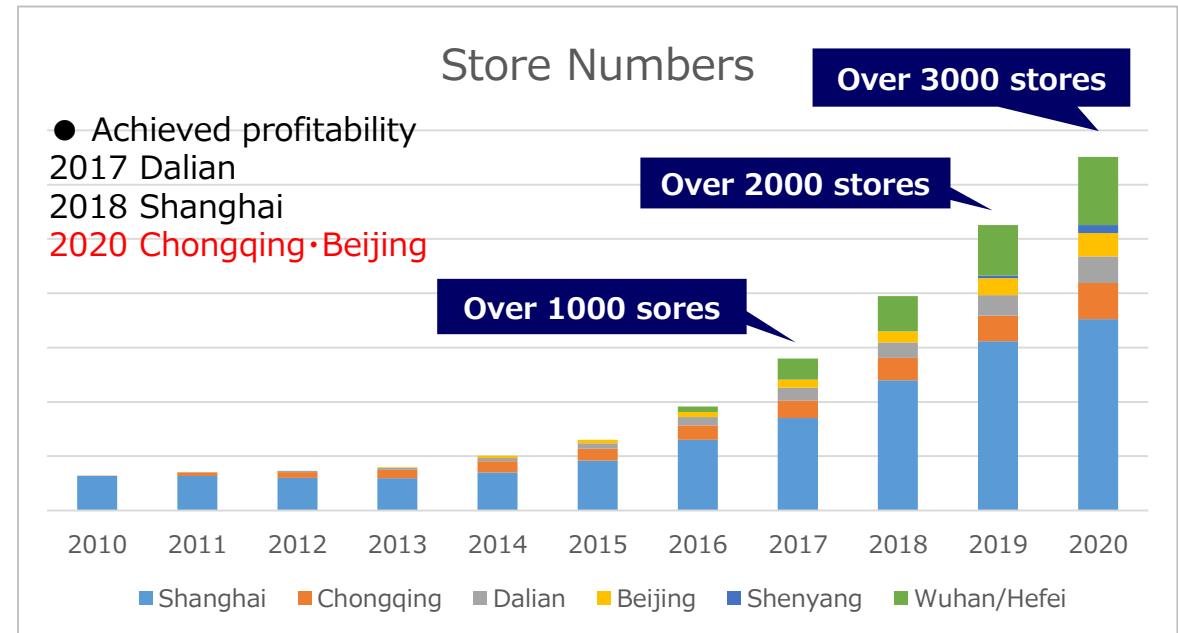 Store Numbers
Over 3000 stores
● Achieved profitability
2017 Dalian
2018 Shanghai
2020 Chongqing・Beijing
Over 2000 stores
Over 1000 sores
2010 2011 2012 2013 2014 2015 2016 2017 2018 2019 2020
Shanghai Chongqing Dalian Beijing Shenyang Wuhan/Hefei